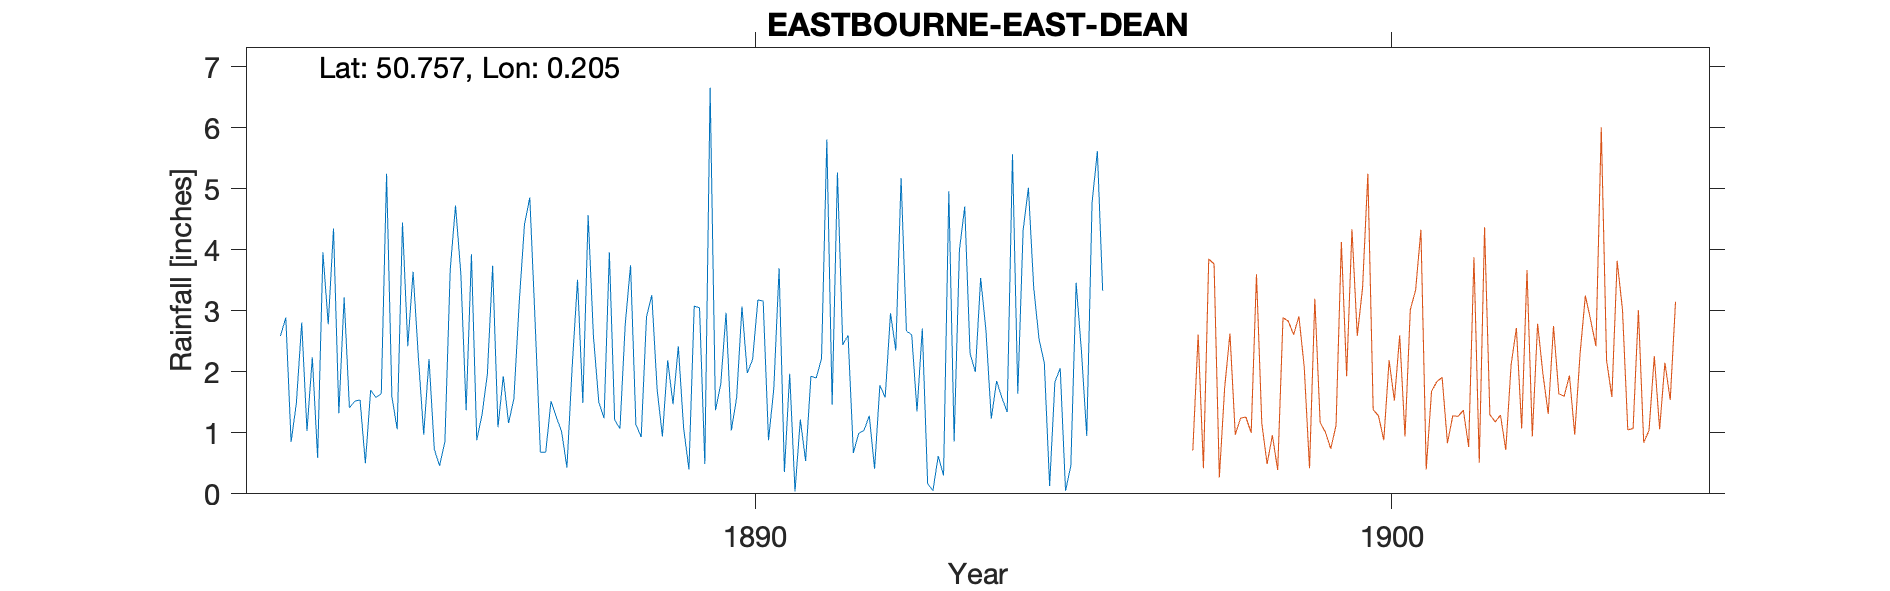 EASTBOURNE-EAST-DEAN
Lat: 50.757, Lon: 0.205
7
6
5
4
3
2
1
0
Rainfall [inches]
1890
1900
Year